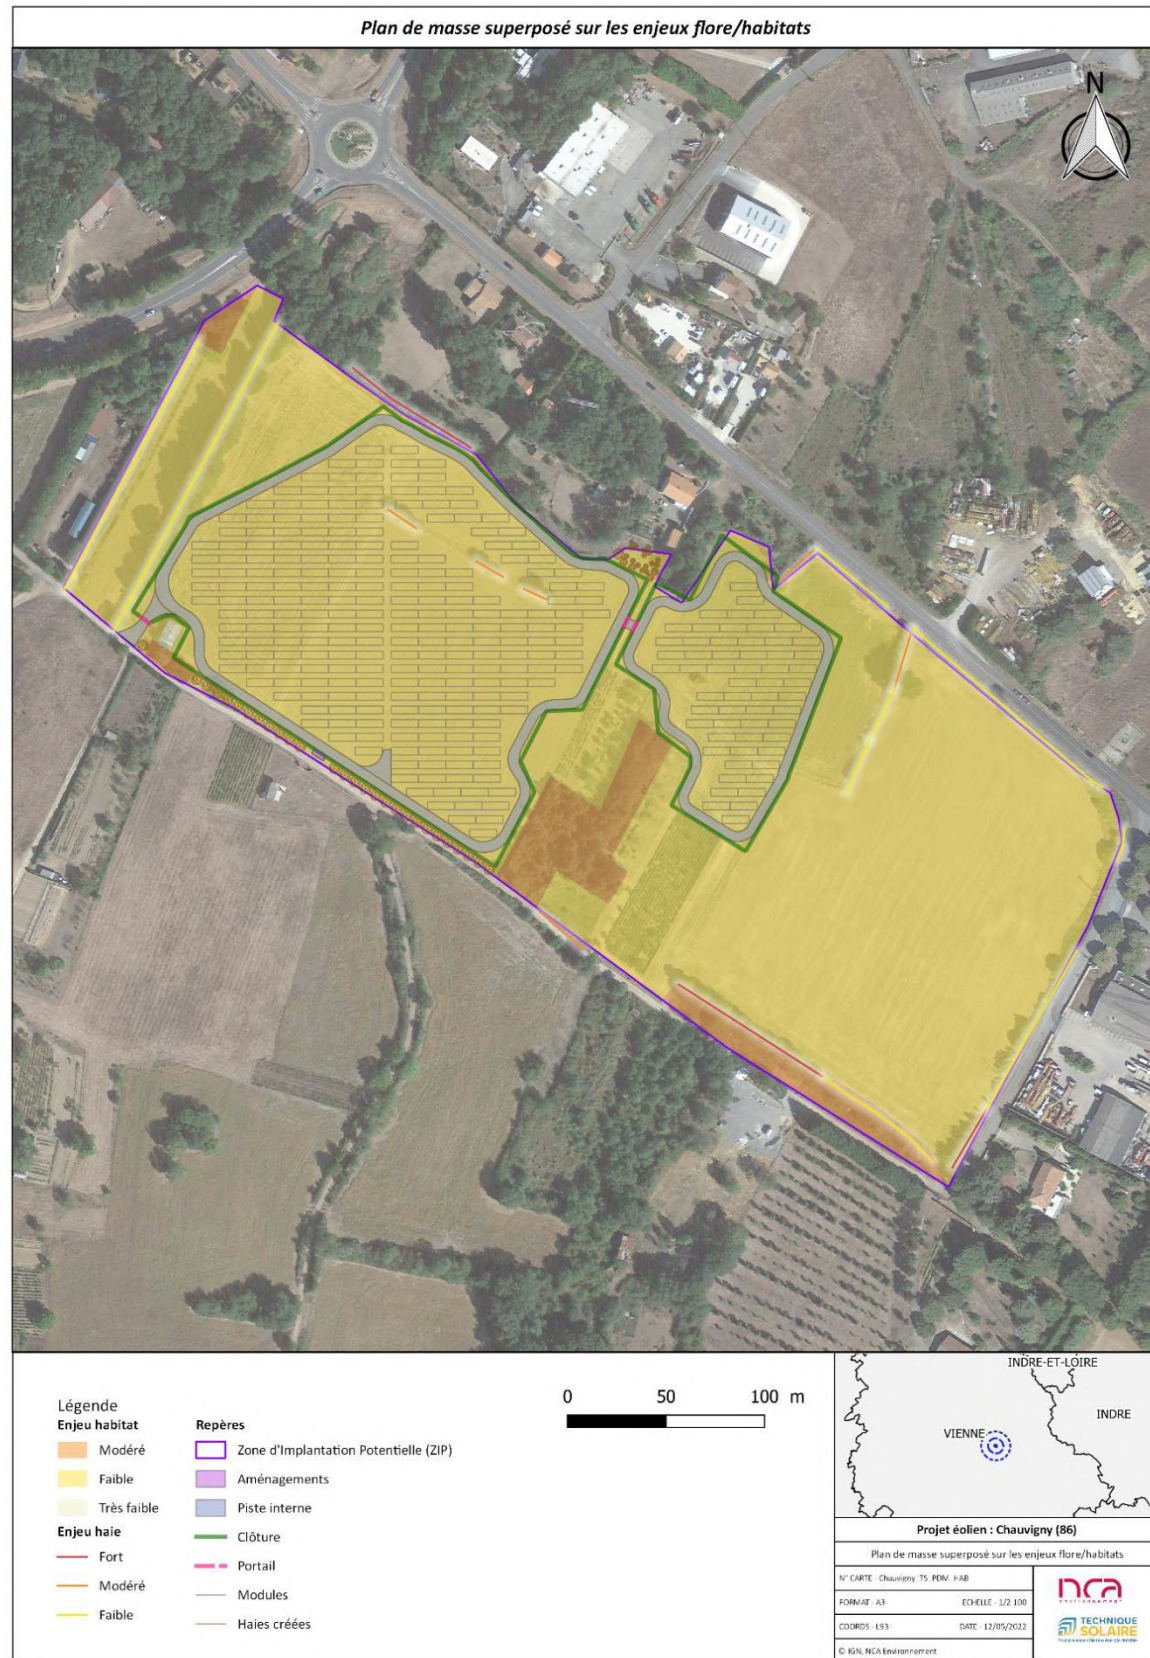 Plan de masse superposé sur les enjeux flore/habitats
N
Légende
Enjeu habitat
Modéré
Faible
Très faible
Enjeu haie
Fort
Modéré
Faible
Repères
Zone d'Implantation Potentielle (ZIP)
Aménagements
Piste interne
Clôture
Portail
Modules
Haies créées
0 50 100 m
INDRE-ET-LOIRE
INDRE
VIENNE
Projet éolien : Chauvigny (86)
Plan de masse superposé sur les enjeux flore/habitats
N° CARTE - Chauvigny_TS_PDM_HAB
FORMAT - A3 ECHELLE - 1/2 100
COORDS - L93 DATE - 12/05/2022
© IGN, NCA Environnement
nca
environnement
TECHNIQUE
SOLAIRE